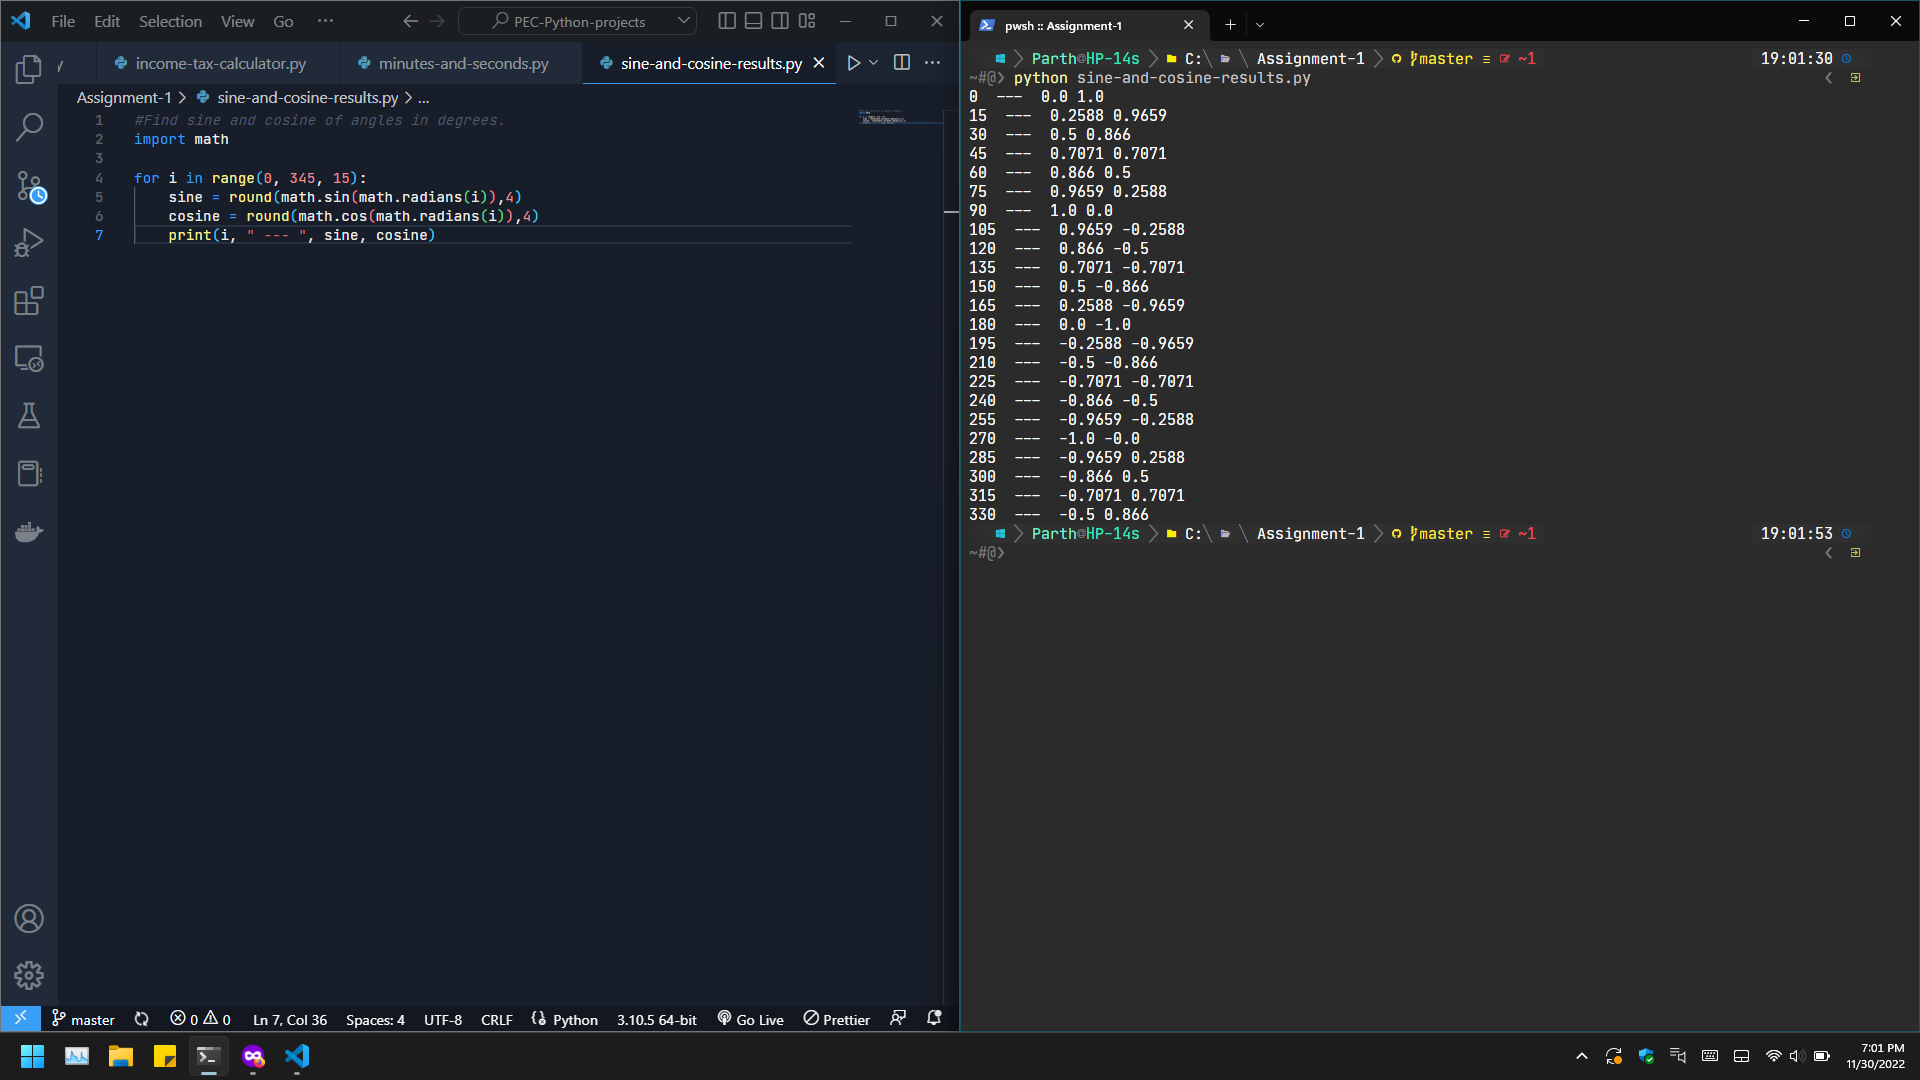 File Edit Selection View Go ··· PEC-Python-projects
y income-tax-calculator.py minutes-and-seconds.py sine-and-cosine-results.py
Assignment-1 > sine-and-cosine-results.py > ...
1 #Find sine and cosine of angles in degrees.
2 import math
3
4 for i in range(0, 345, 15):
5 sine = round(math.sin(math.radians(i)),4)
6 cosine = round(math.cos(math.radians(i)),4)
7 print(i, " --- ", sine, cosine)
master 0 0 Ln 7, Col 36 Spaces: 4 UTF-8 CRLF Python 3.10.5 64-bit Go Live Prettier
pwsh :: Assignment-1
Parth@HP-14s C:\ \ Assignment-1 master ≡ ~1 19:01:30
~#@❯ python sine-and-cosine-results.py
0 --- 0.0 1.0
15 --- 0.2588 0.9659
30 --- 0.5 0.866
45 --- 0.7071 0.7071
60 --- 0.866 0.5
75 --- 0.9659 0.2588
90 --- 1.0 0.0
105 --- 0.9659 -0.2588
120 --- 0.866 -0.5
135 --- 0.7071 -0.7071
150 --- 0.5 -0.866
165 --- 0.2588 -0.9659
180 --- 0.0 -1.0
195 --- -0.2588 -0.9659
210 --- -0.5 -0.866
225 --- -0.7071 -0.7071
240 --- -0.866 -0.5
255 --- -0.9659 -0.2588
270 --- -1.0 -0.0
285 --- -0.9659 0.2588
300 --- -0.866 0.5
315 --- -0.7071 0.7071
330 --- -0.5 0.866
Parth@HP-14s C:\ \ Assignment-1 master ≡ ~1 19:01:53
~#@❯
7:01 PM
11/30/2022